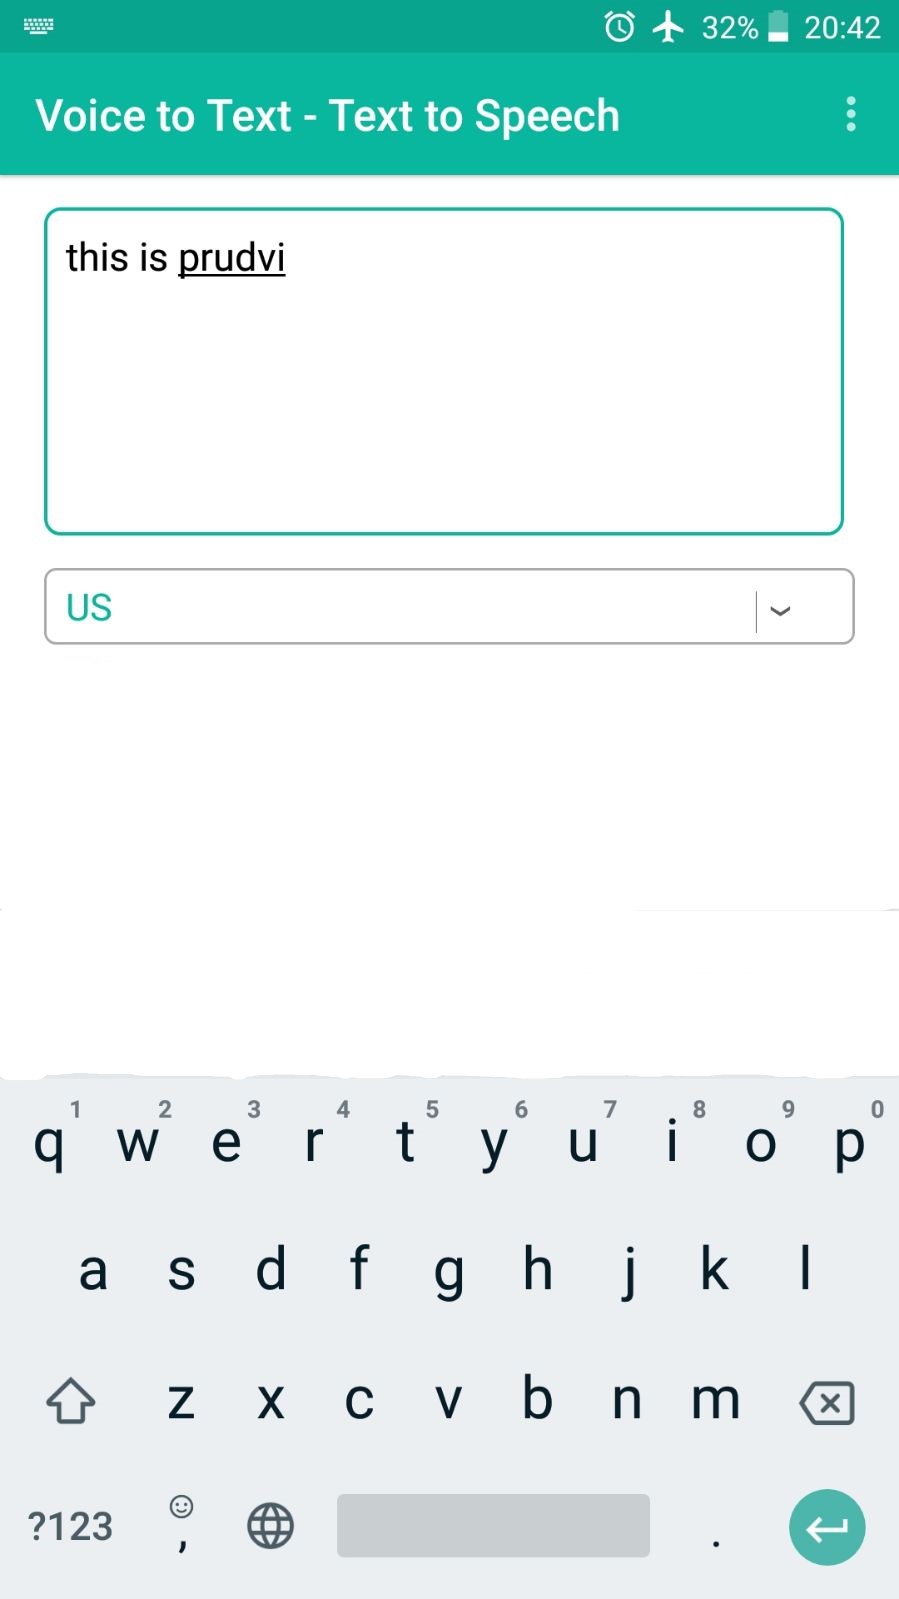 32% 20:42
Voice to Text - Text to Speech
this is prudvi
US
1 2 3 4 5 6 7 8 9 0
q w e r t y u i o p
a s d f g h j k l
z x c v b n m
?123 , .